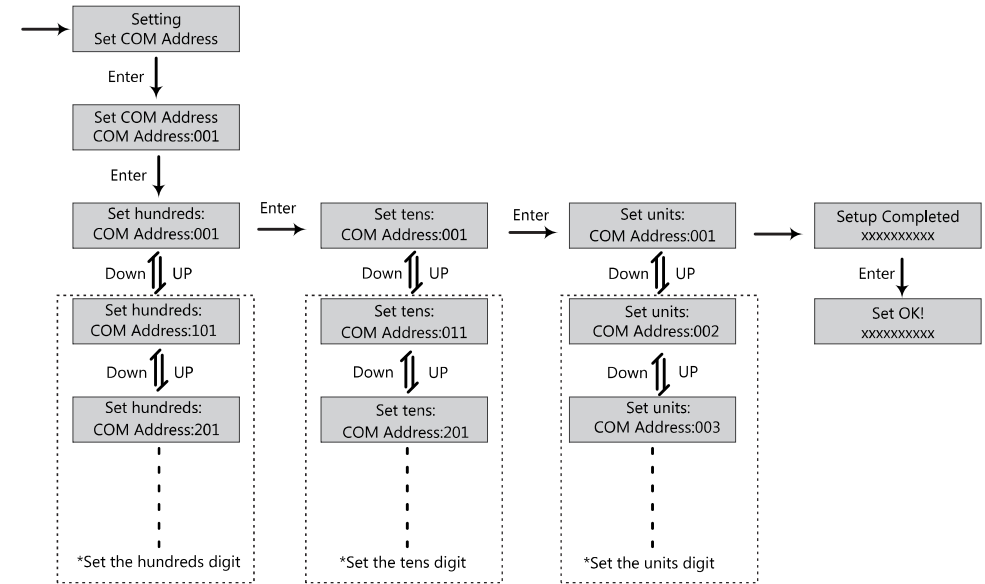 Setting
Set COM Address
Enter
Set COM Address
COM Address:001
Enter
Set hundreds:
COM Address:001
Enter
Set tens:
COM Address:001
Enter
Set units:
COM Address:001
Setup Completed
xxxxxxxxxx
Down
UP
Down
UP
Down
UP
Enter
Set hundreds:
COM Address:101
Set tens:
COM Address:011
Set units:
COM Address:002
Set OK!
xxxxxxxxxx
Down
UP
Down
UP
Down
UP
Set hundreds:
COM Address:201
Set tens:
COM Address:201
Set units:
COM Address:003
*Set the hundreds digit
*Set the tens digit
*Set the units digit